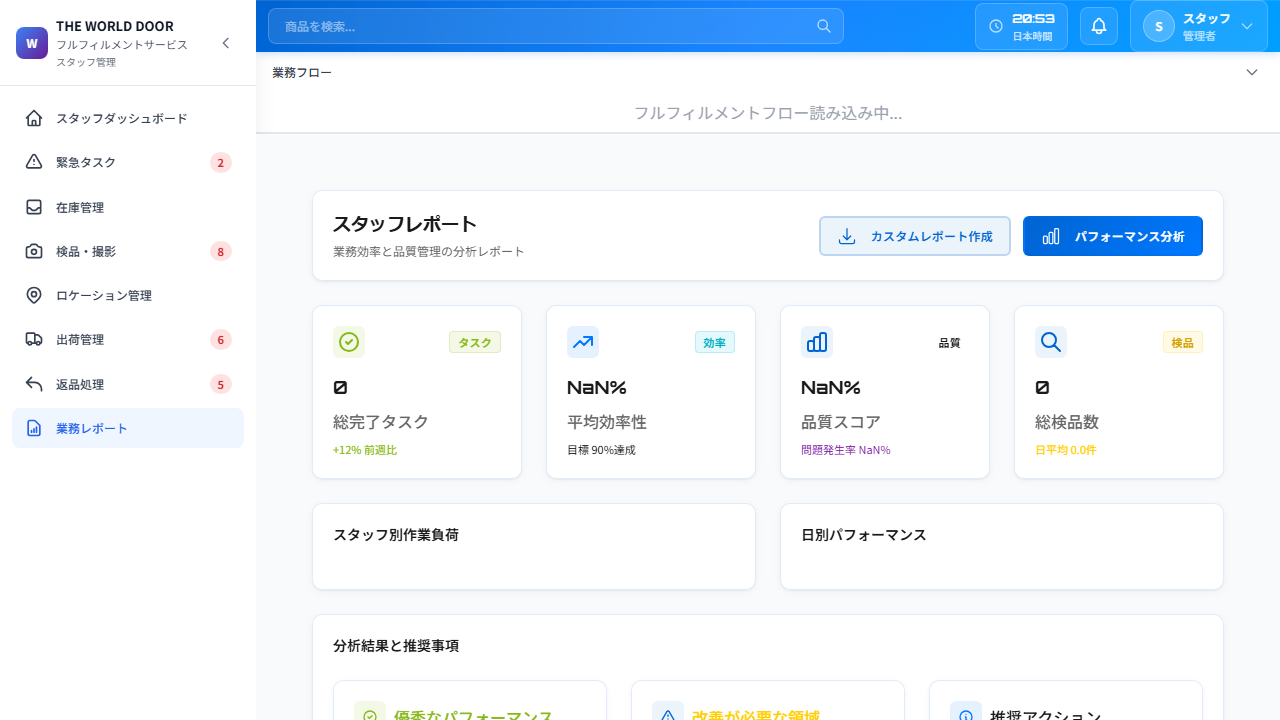 W
THE WORLD DOOR
フルフィルメントサービス
スタッフ管理
スタッフダッシュボード
緊急タスク
2
在庫管理
検品・撮影
8
ロケーション管理
出荷管理
6
返品処理
5
業務レポート
商品を検索...
20:53
日本時間
S
スタッフ
管理者
業務フロー
フルフィルメントフロー読み込み中...
スタッフレポート
業務効率と品質管理の分析レポート
カスタムレポート作成
パフォーマンス分析
タスク
0
総完了タスク
+12% 前週比
効率
NaN%
平均効率性
目標 90%達成
品質
NaN%
品質スコア
問題発生率 NaN%
検品
0
総検品数
日平均 0.0件
スタッフ別作業負荷
日別パフォーマンス
分析結果と推奨事項
優秀なパフォーマンス
改善が必要な領域
推奨アクション